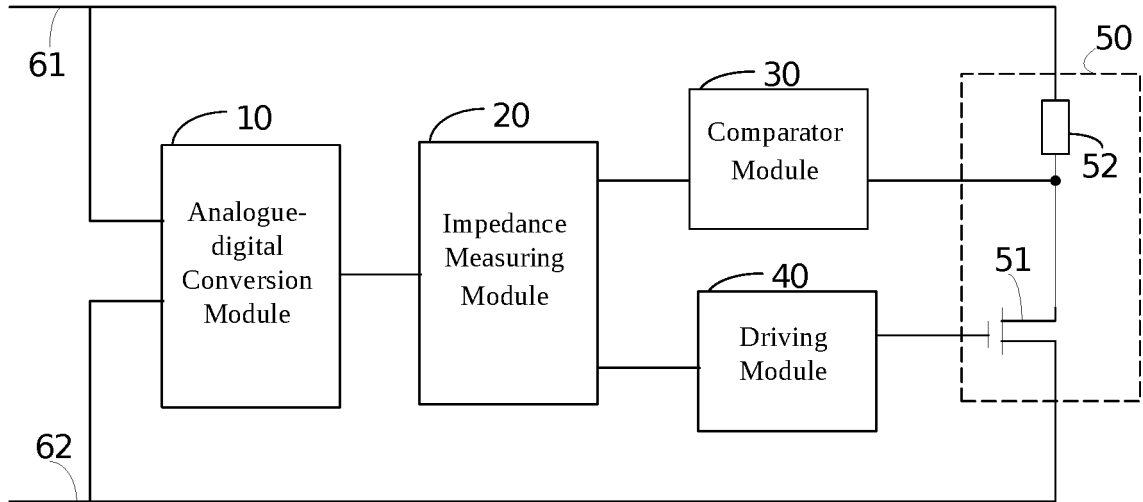 61
10
Analogue-
digital
Conversion
Module
20
Impedance
Measuring
Module
30
Comparator
Module
40
Driving
Module
50
52
51
62